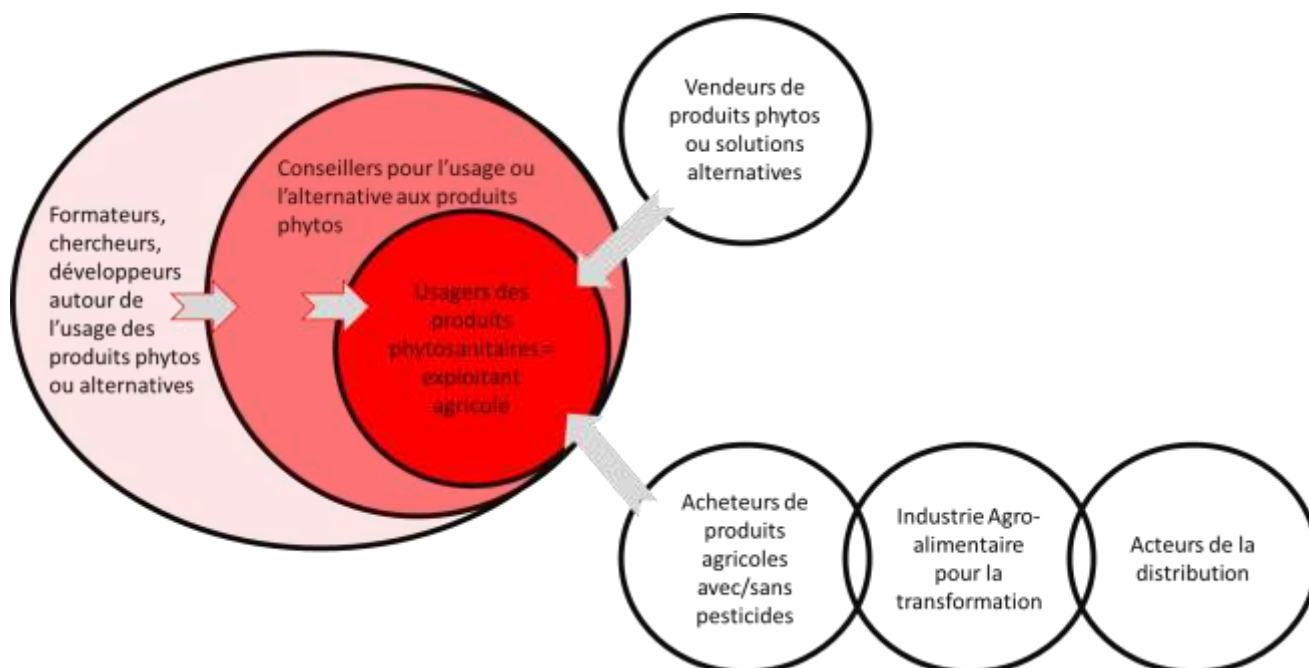 Vendeurs de
produits phytos
ou solutions
alternatives
Conseillers pour l'usage ou
l'alternative aux produits
phytos
Formateurs,
chercheurs,
développeurs
autour de
l'usage des
produits phytos
ou alternatives
Usagers des
produits
phytosanitaires =
exploitant
agricole
Acheteurs de
produits
agricoles
avec/sans
pesticides
Industrie Agro-
alimentaire
pour la
transformation
Acteurs de la
distribution